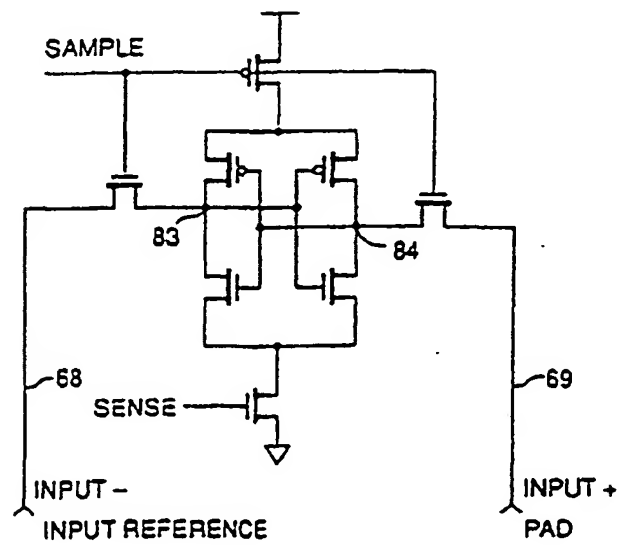 SAMPLE
83
84
68
69
SENSE
INPUT –
INPUT REFERENCE
INPUT +
PAD